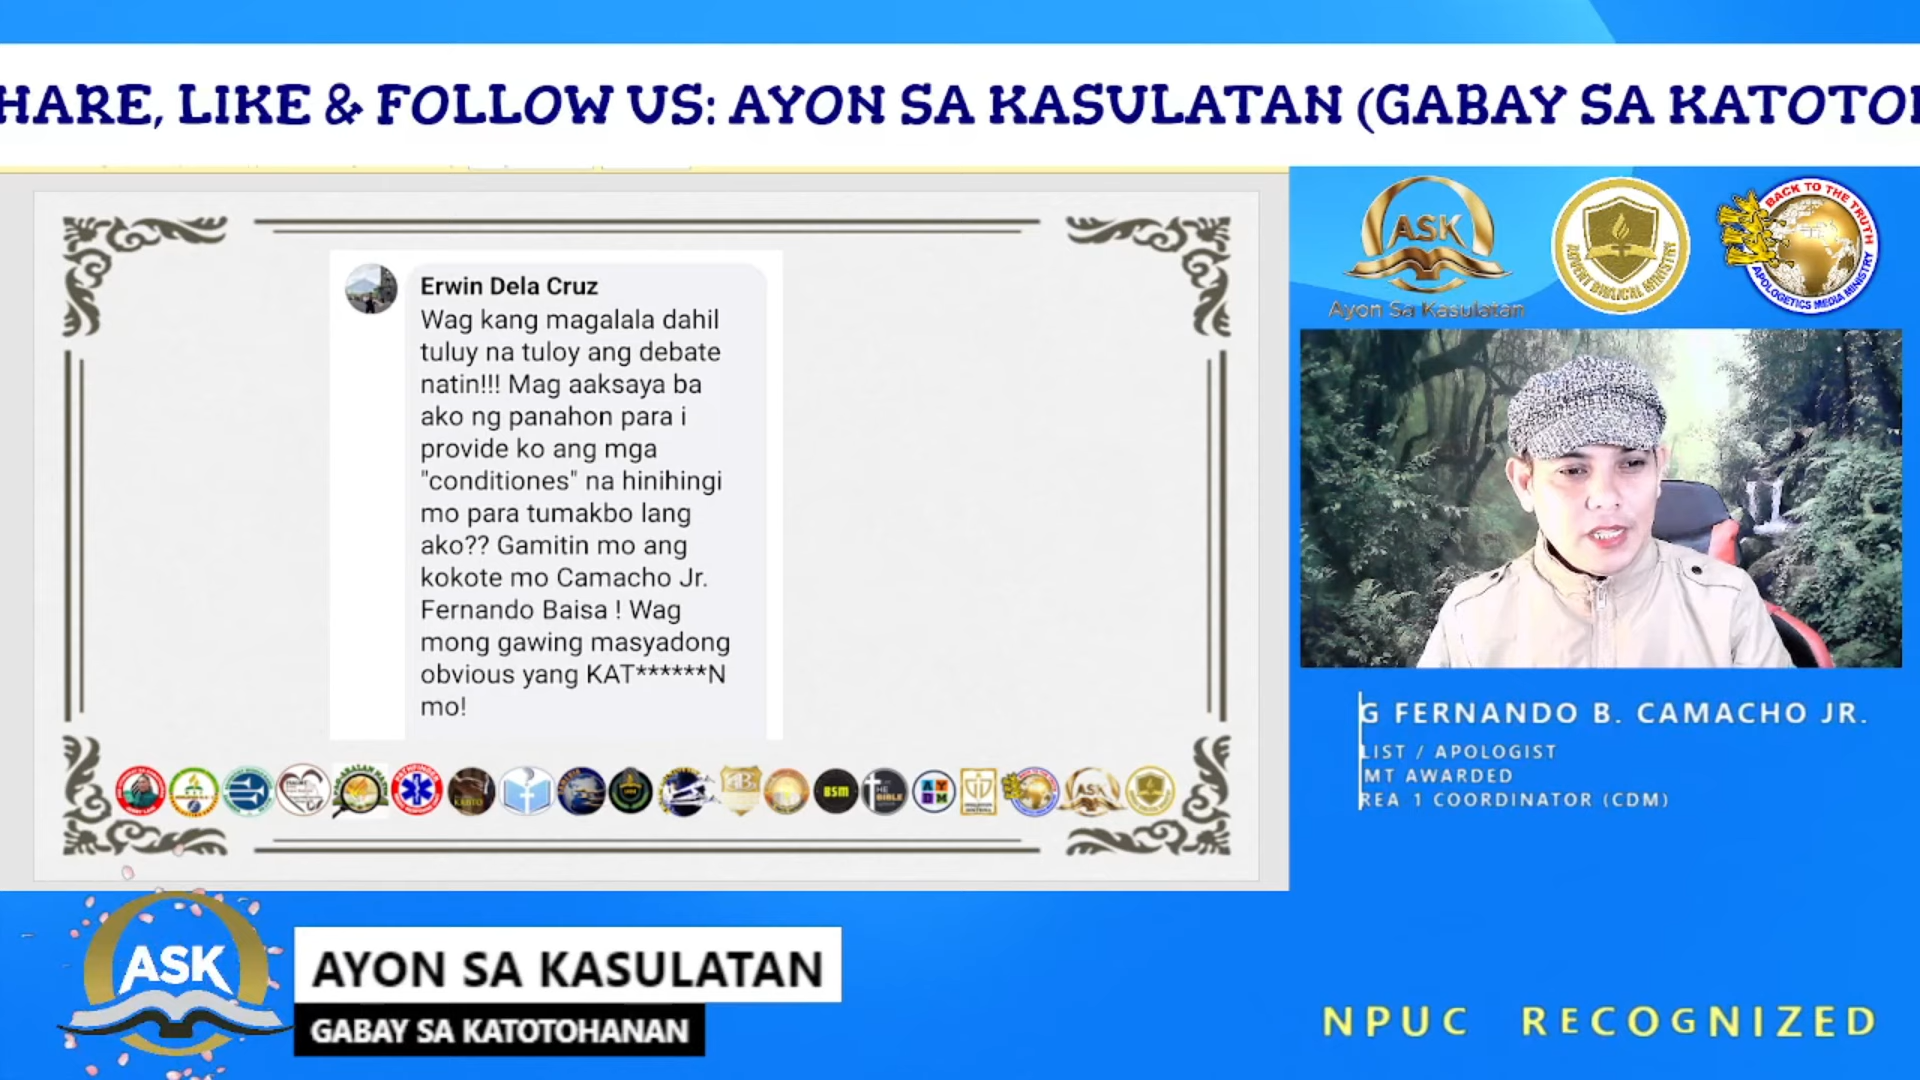 HARE, LIKE & FOLLOW US: AYON SA KASULATAN (GABAY SA KATOTO
ASK
Ayon Sa Kasulatan
ADVENT BIBLICAL MINISTRY
BACK TO THE TRUTH
APOLOGETICS MEDIA MINISTRY
Erwin Dela Cruz
Wag kang magalala dahil
tuluy na tuloy ang debate
natin!!! Mag aaksaya ba
ako ng panahon para i
provide ko ang mga
"conditiones" na hinihingi
mo para tumakbo lang
ako?? Gamitin mo ang
kokote mo Camacho Jr.
Fernando Baisa ! Wag
mong gawing masyadong
obvious yang KAT******N
mo!
G FERNANDO B. CAMACHO JR.
LIST / APOLOGIST
MT AWARDED
REA 1 COORDINATOR (CDM)
BSM
ASK
AYON SA KASULATAN
GABAY SA KATOTOHANAN
NPUC RECOGNIZED